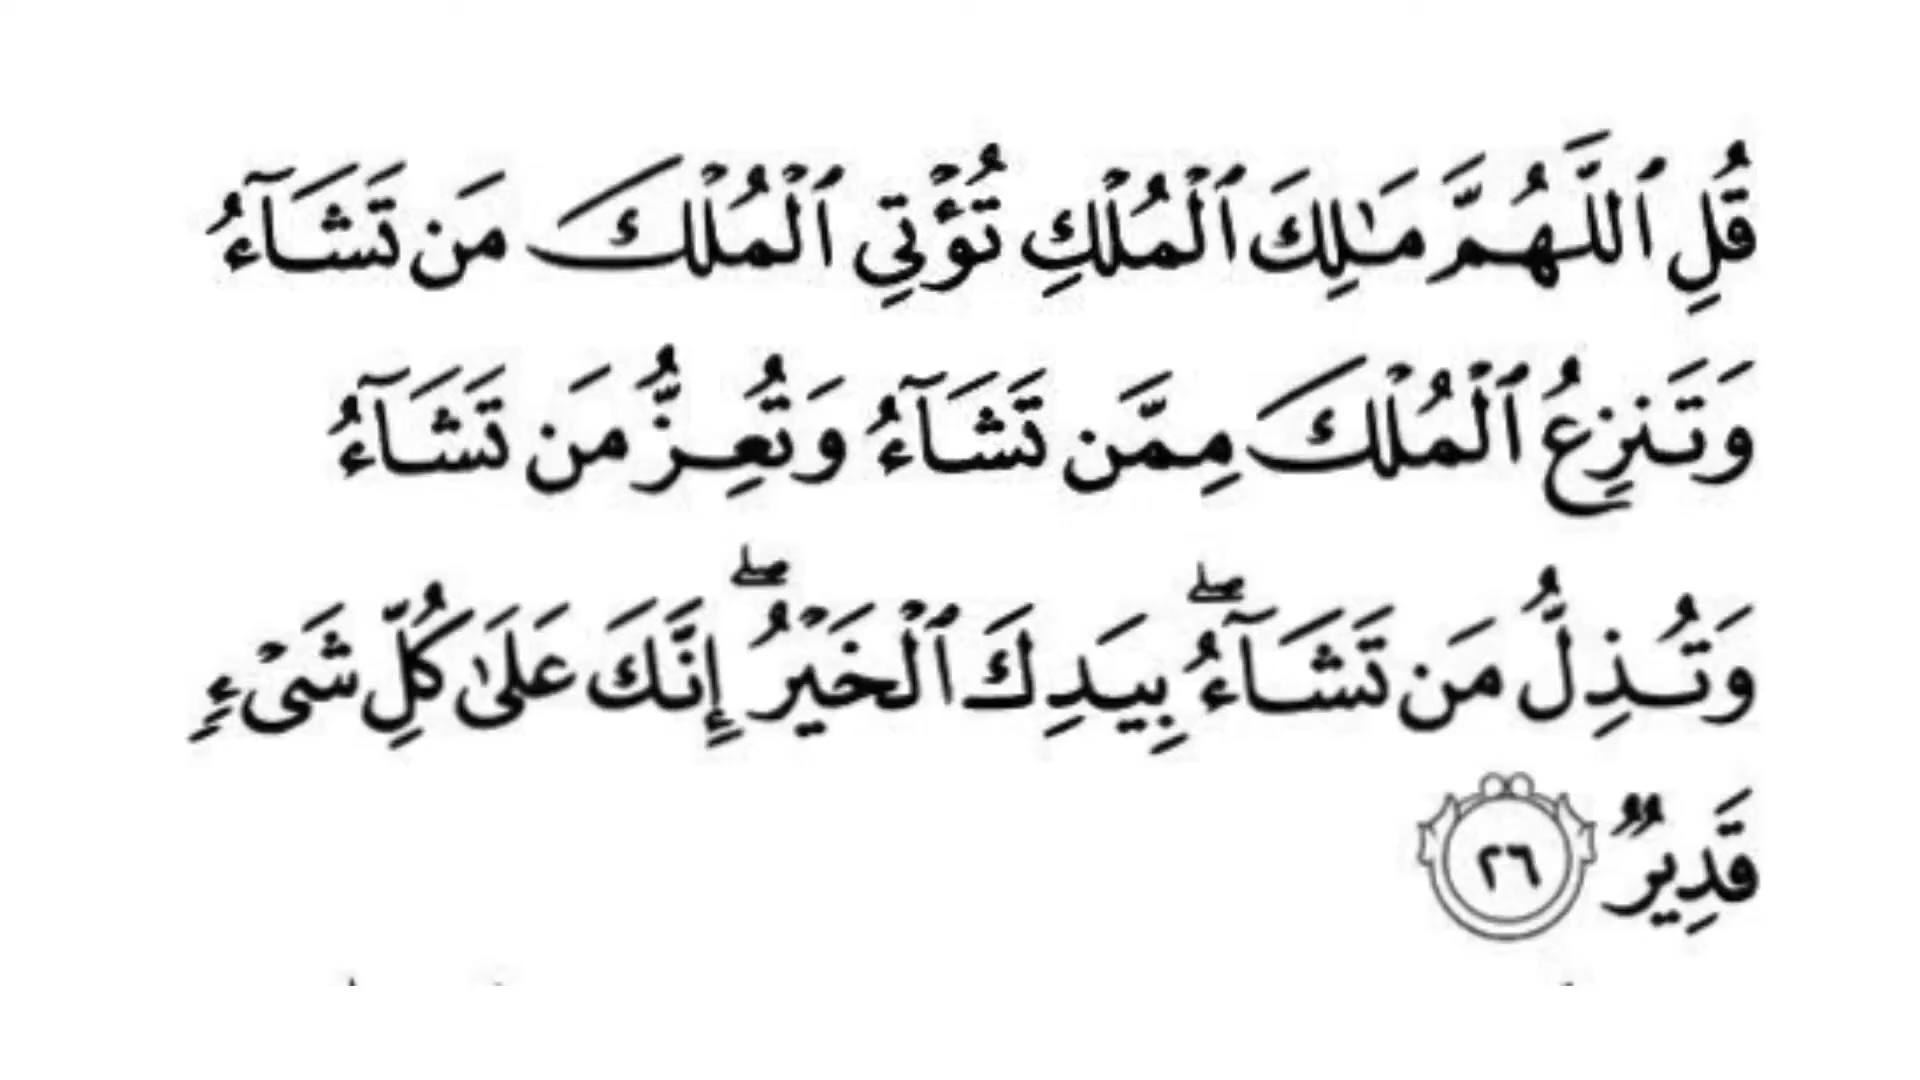 قُلِ ٱللَّهُمَّ مَٰلِكَ ٱلْمُلْكِ تُؤْتِى ٱلْمُلْكَ مَن تَشَآءُ
وَتَنزِعُ ٱلْمُلْكَ مِمَّن تَشَآءُ وَتُعِزُّ مَن تَشَآءُ
وَتُذِلُّ مَن تَشَآءُ ۖ بِيَدِكَ ٱلْخَيْرُ ۖ إِنَّكَ عَلَىٰ كُلِّ شَىْءٍ
قَدِيرٌ ٢٦